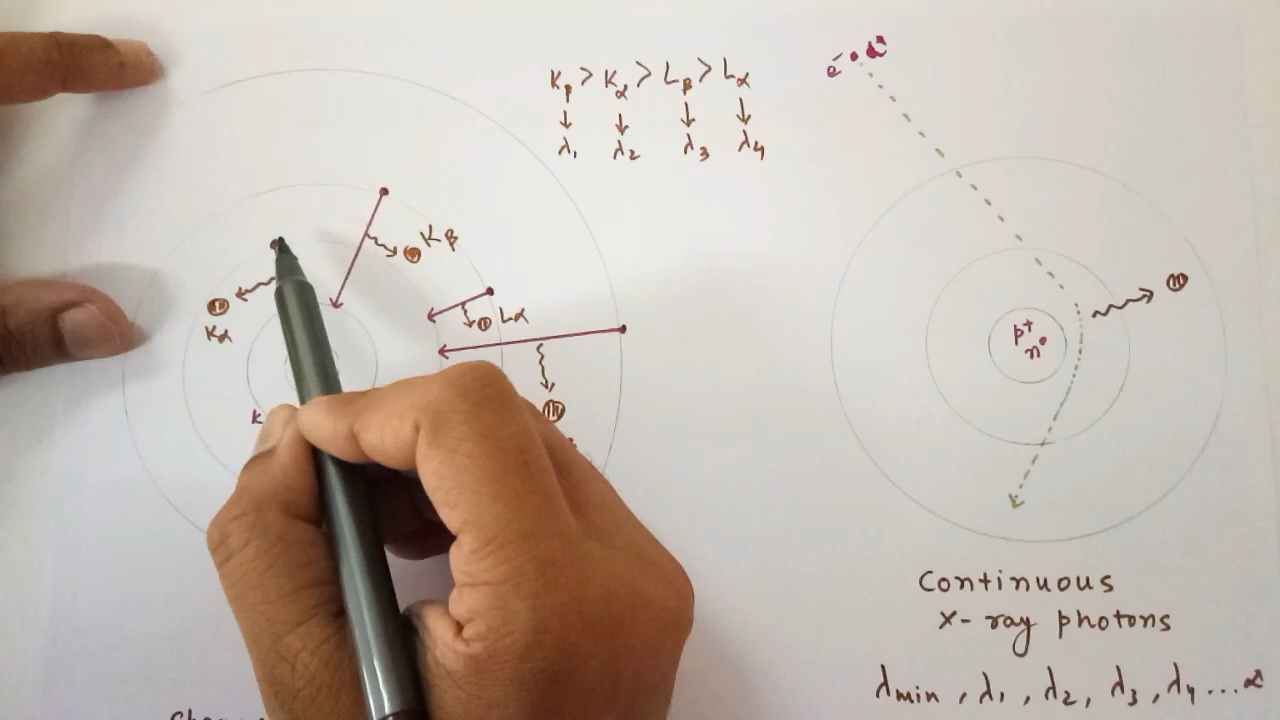 Kβ > Kα > Lβ > Lα
↓ ↓ ↓ ↓
λ1 λ2 λ3 λ4
Kβ
Kα
Lα
K
e-
p+
n°
Continuous
x-ray photons
λmin, λ1, λ2, λ3, λ4 ... α